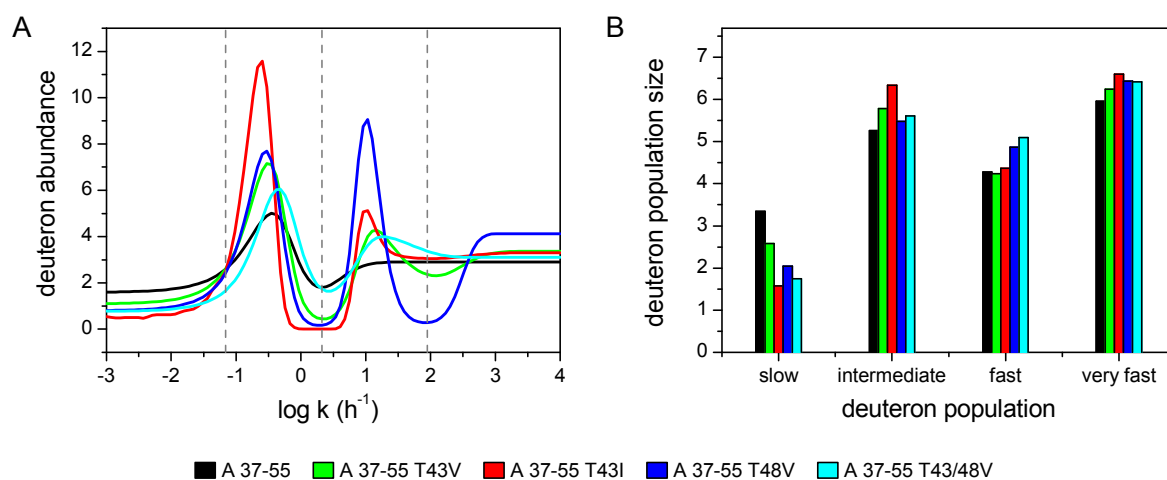 A
deuteron abundance
12
10
8
6
4
2
0
-3 -2 -1 0 1 2 3 4
log k (h⁻¹)
B
deuteron population size
7
6
5
4
3
2
1
0
slow intermediate fast very fast
deuteron population
A 37-55 A 37-55 T43V A 37-55 T43I A 37-55 T48V A 37-55 T43/48V